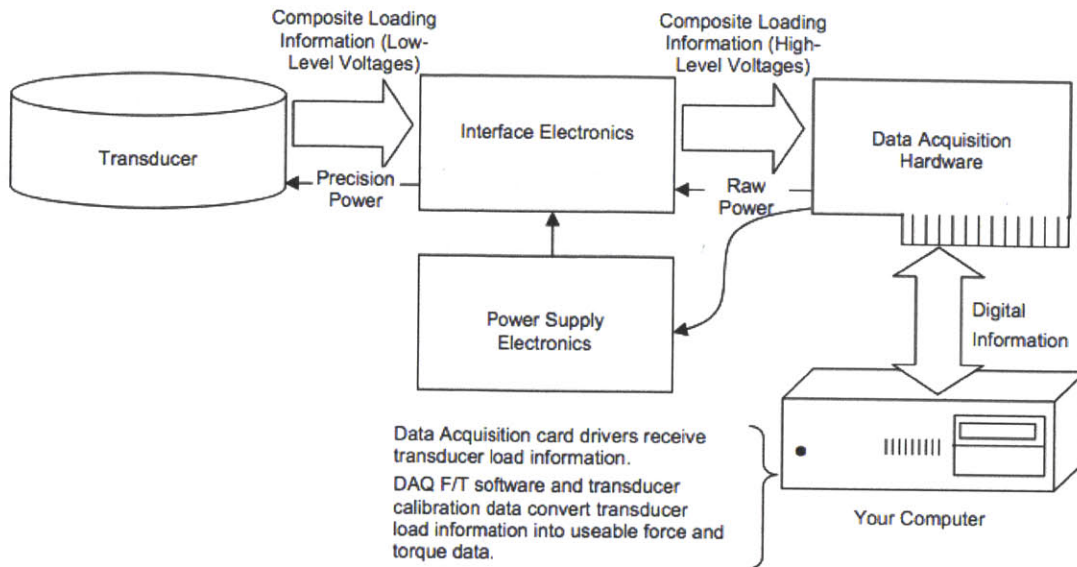 Composite Loading
Information (Low-
Level Voltages)
Composite Loading
Information (High-
Level Voltages)
Transducer
Interface Electronics
Data Acquisition
Hardware
Precision
Power
Raw
Power
Power Supply
Electronics
Digital
Information
Data Acquisition card drivers receive
transducer load information.
DAQ F/T software and transducer
calibration data convert transducer
load information into useable force and
torque data.
Your Computer